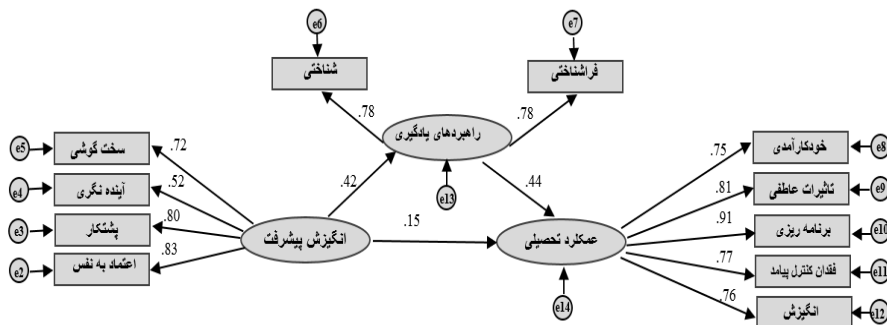 e6
e7
شناختی
فراشناختی
.78
.78
راهبردهای یادگیری
e13
e5
سخت گوشی
.72
e4
آینده نگری
.52
e3
پشتکار
.80
e2
اعتماد به نفس
.83
انگیزش پیشرفت
.42
.15
.44
عمکلرد تحصیلی
e14
خودکارآمدی
.75
e8
تاثیرات عاطفی
.81
e9
برنامه ریزی
.91
e10
فقدان کنترل پیامد
.77
e11
انگیزش
.76
e12